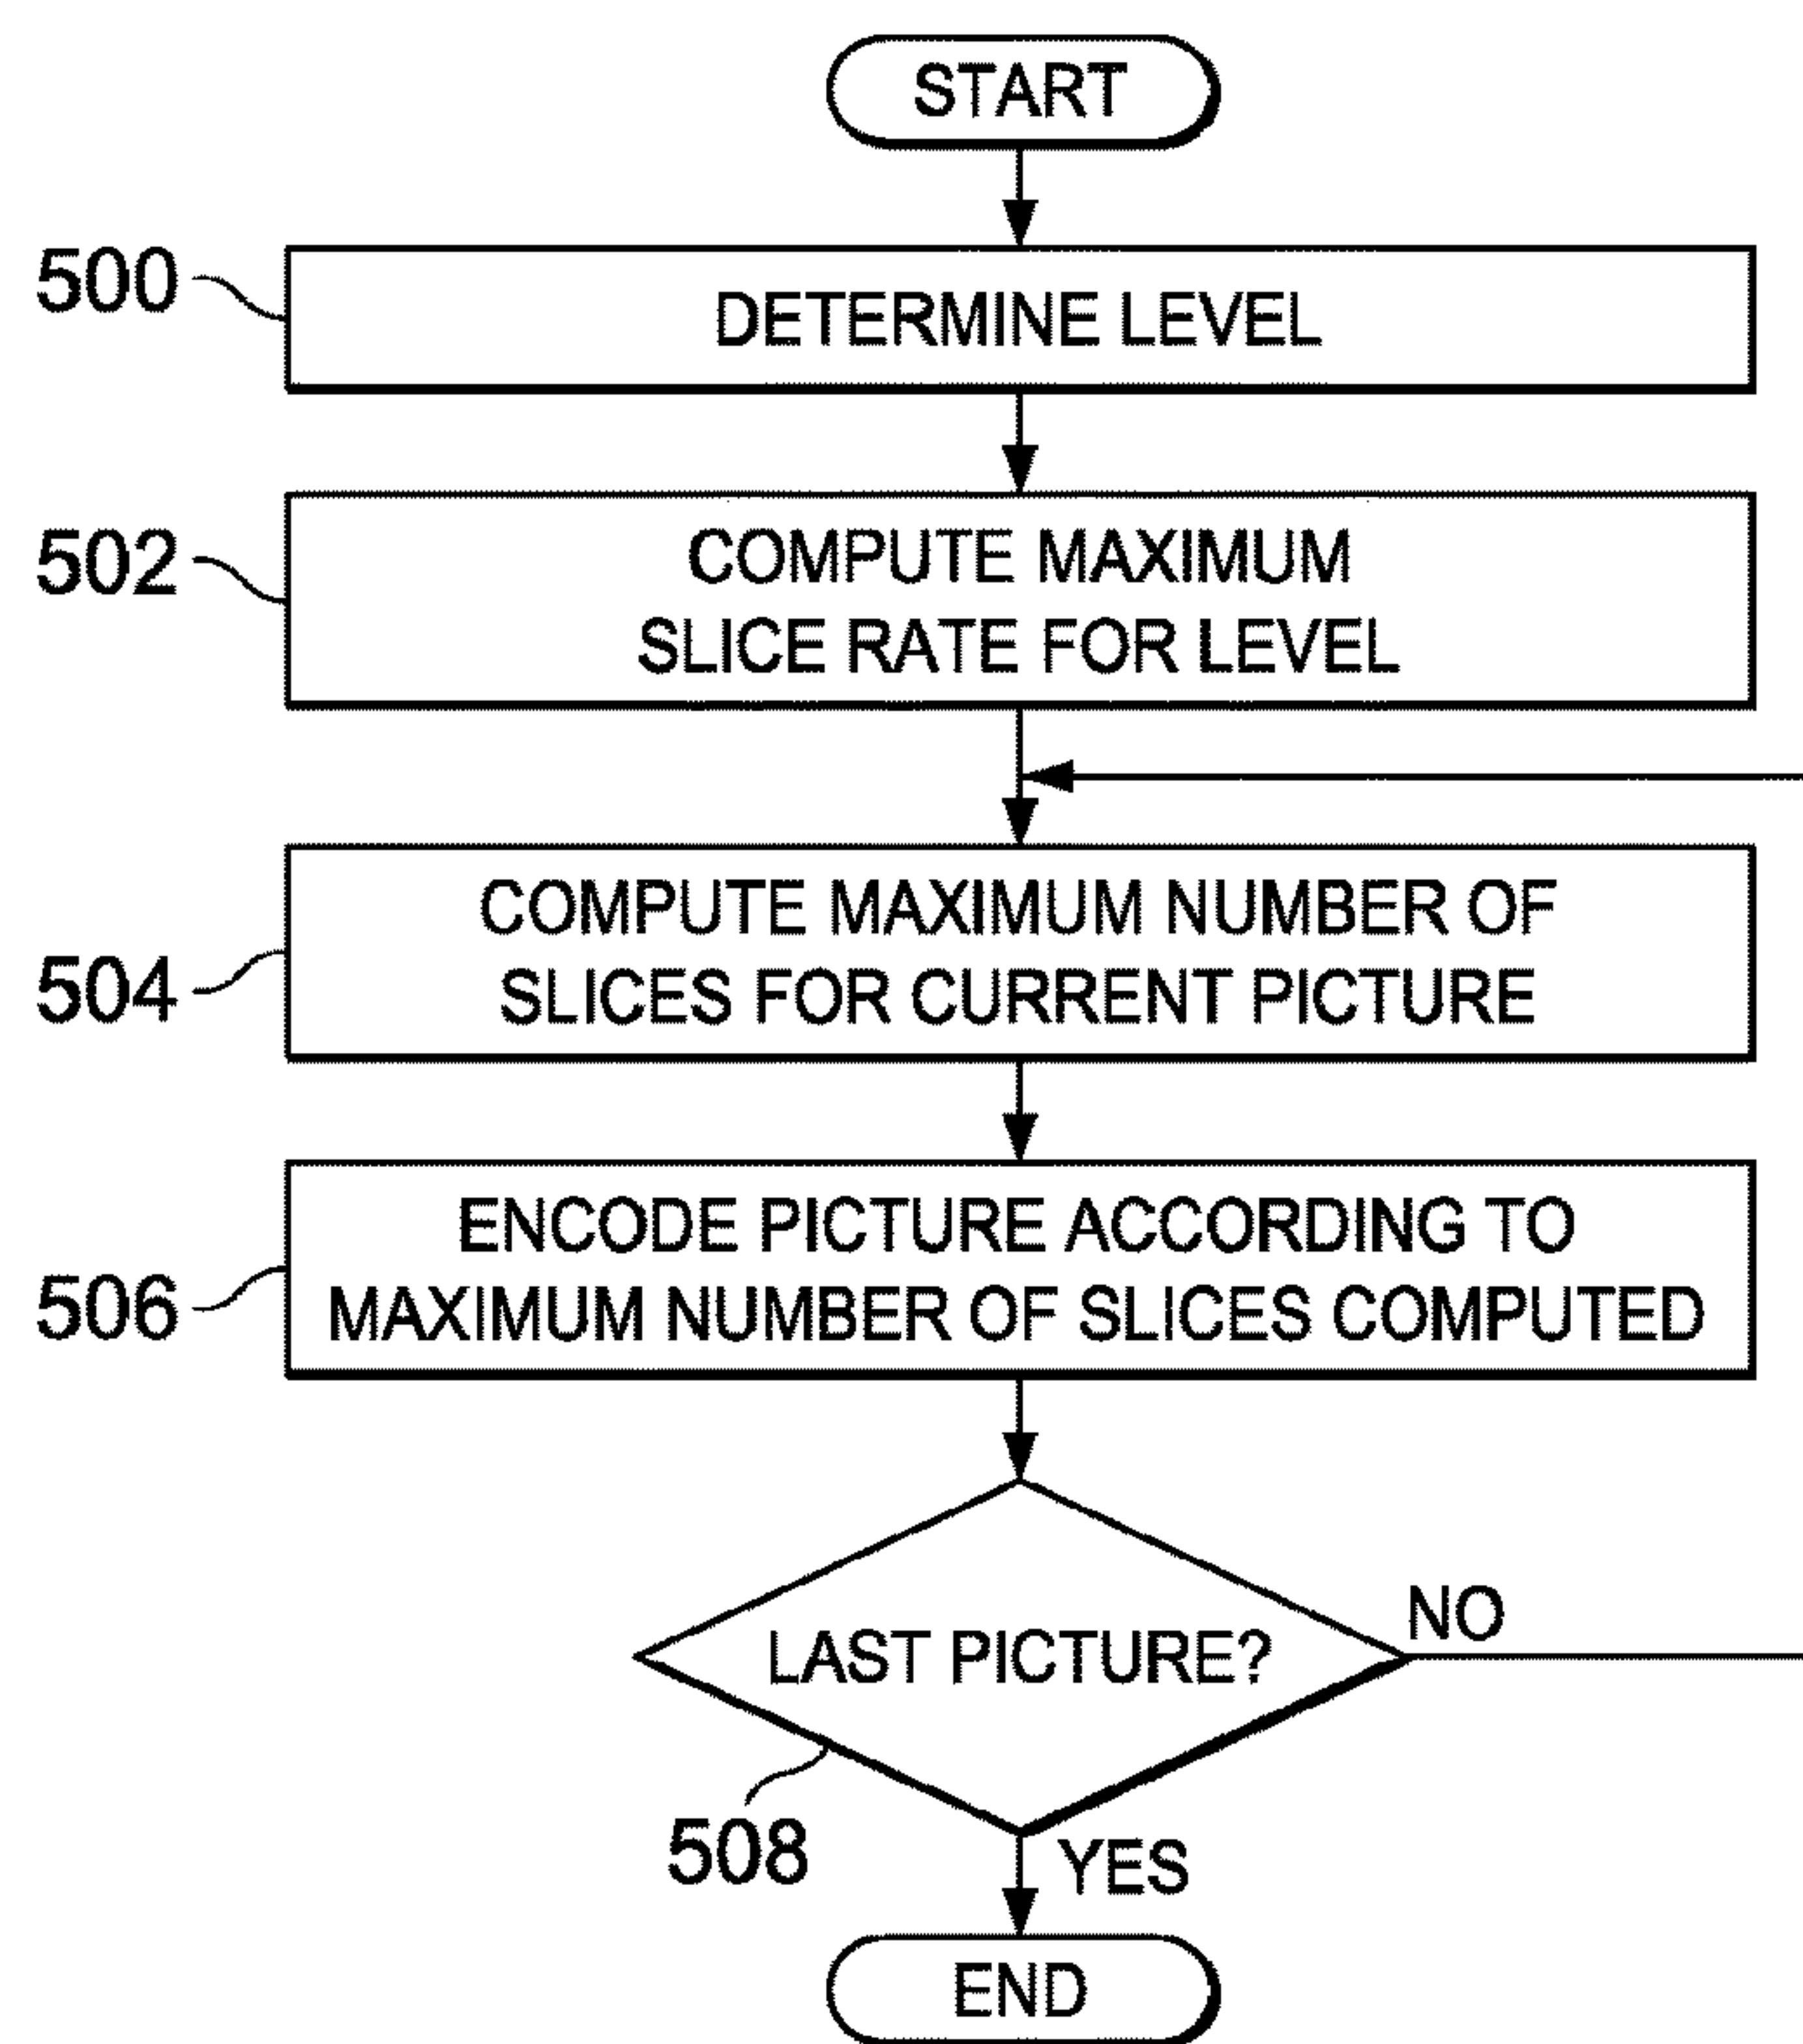 START
500
DETERMINE LEVEL
502
COMPUTE MAXIMUM
SLICE RATE FOR LEVEL
504
COMPUTE MAXIMUM NUMBER OF
SLICES FOR CURRENT PICTURE
506
ENCODE PICTURE ACCORDING TO
MAXIMUM NUMBER OF SLICES COMPUTED
LAST PICTURE?
NO
508
YES
END